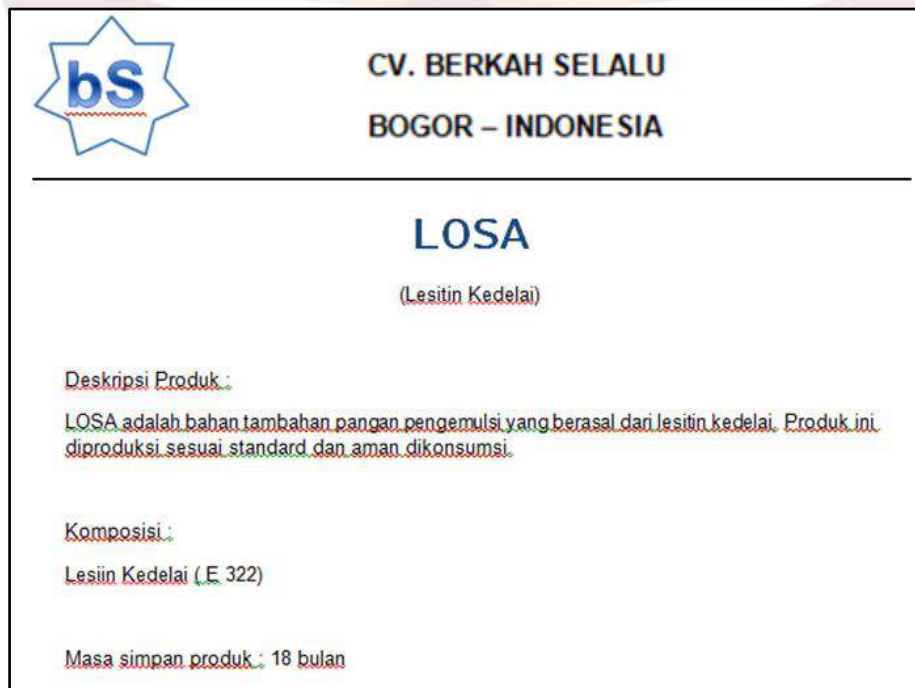 bS
CV. BERKAH SELALU
BOGOR – INDONESIA
LOSA
(Lesitin Kedelai)
Deskripsi Produk :
LOSA adalah bahan tambahan pangan pengemulsi yang berasal dari lesitin kedelai. Produk ini
diproduksi sesuai standard dan aman dikonsumsi.
Komposisi :
Lesiin Kedelai ( E 322)
Masa simpan produk : 18 bulan